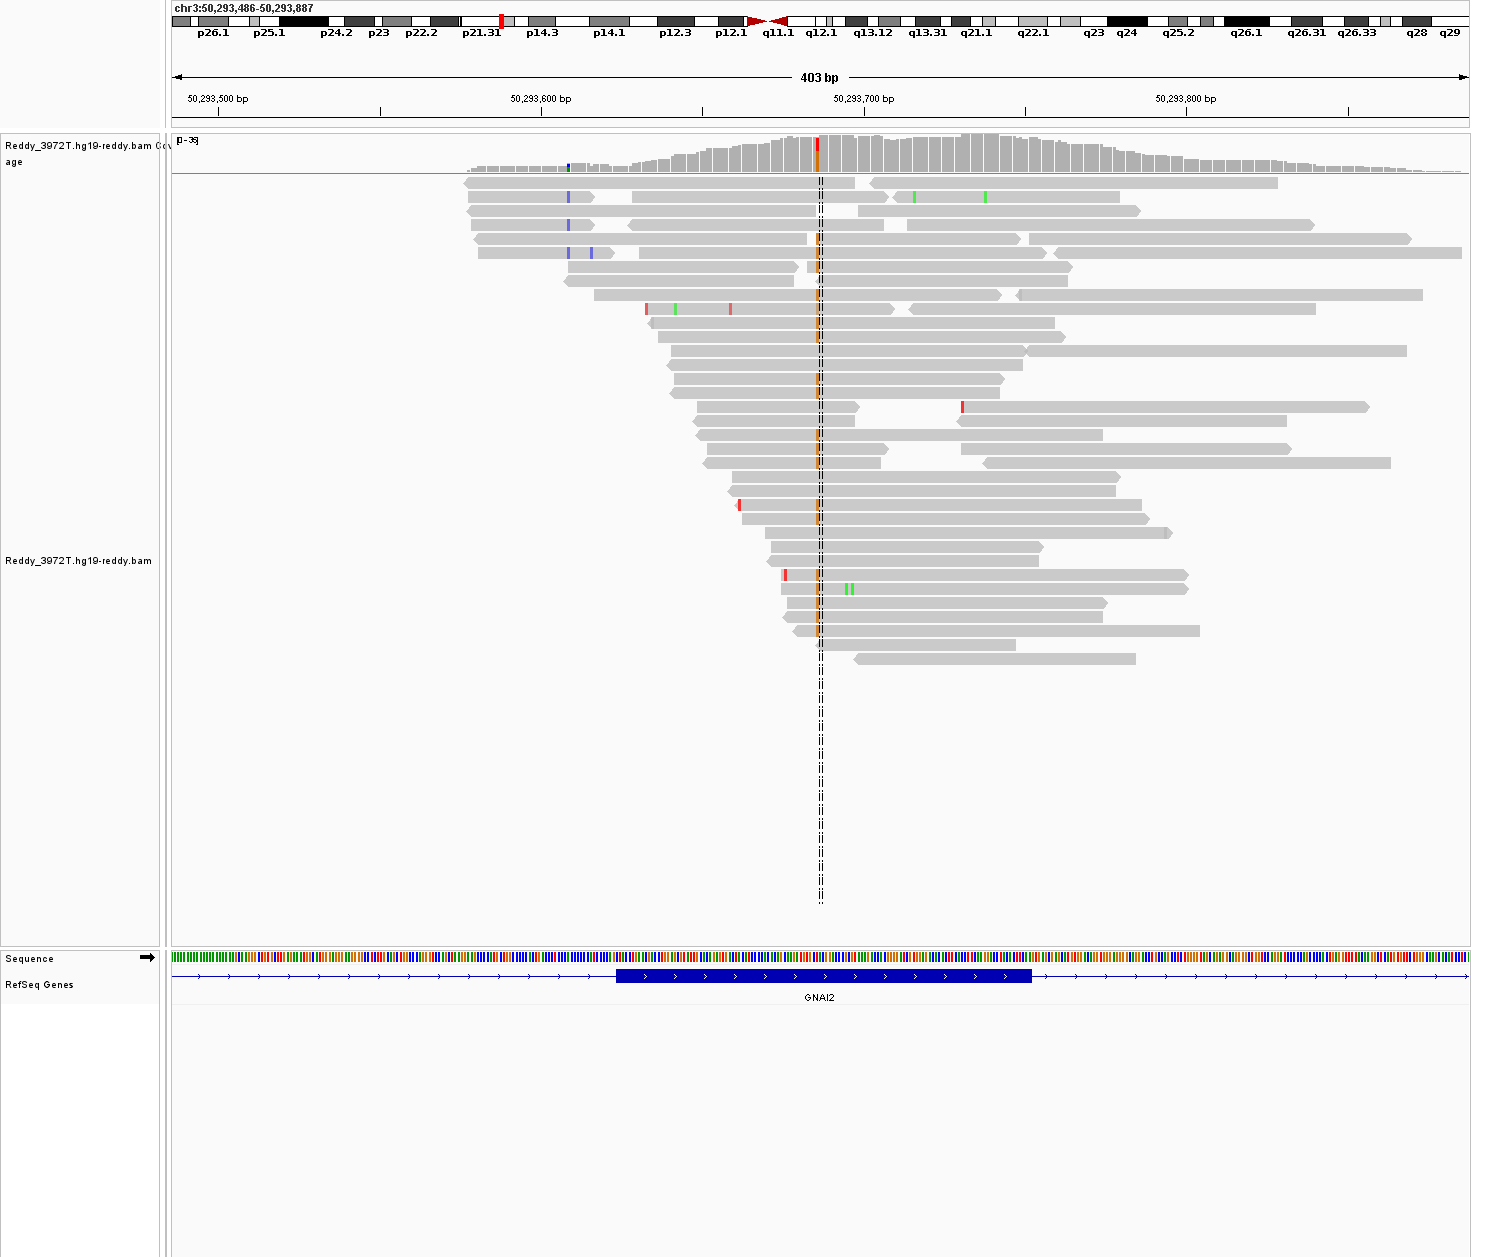 chr3:50,293,486-50,293,887
p26.1 p25.1 p24.2 p23 p22.2 p21.31 p14.3 p14.1 p12.3 p12.1 q11.1 q12.1 q13.12 q13.31 q21.1 q22.1 q23 q24 q25.2 q26.1 q26.31 q26.33 q28 q29
403 bp
50,293,500 bp 50,293,600 bp 50,293,700 bp 50,293,800 bp
Reddy_3972T.hg19-reddy.bam Cov
age
Reddy_3972T.hg19-reddy.bam
Sequence
RefSeq Genes
GNAI2